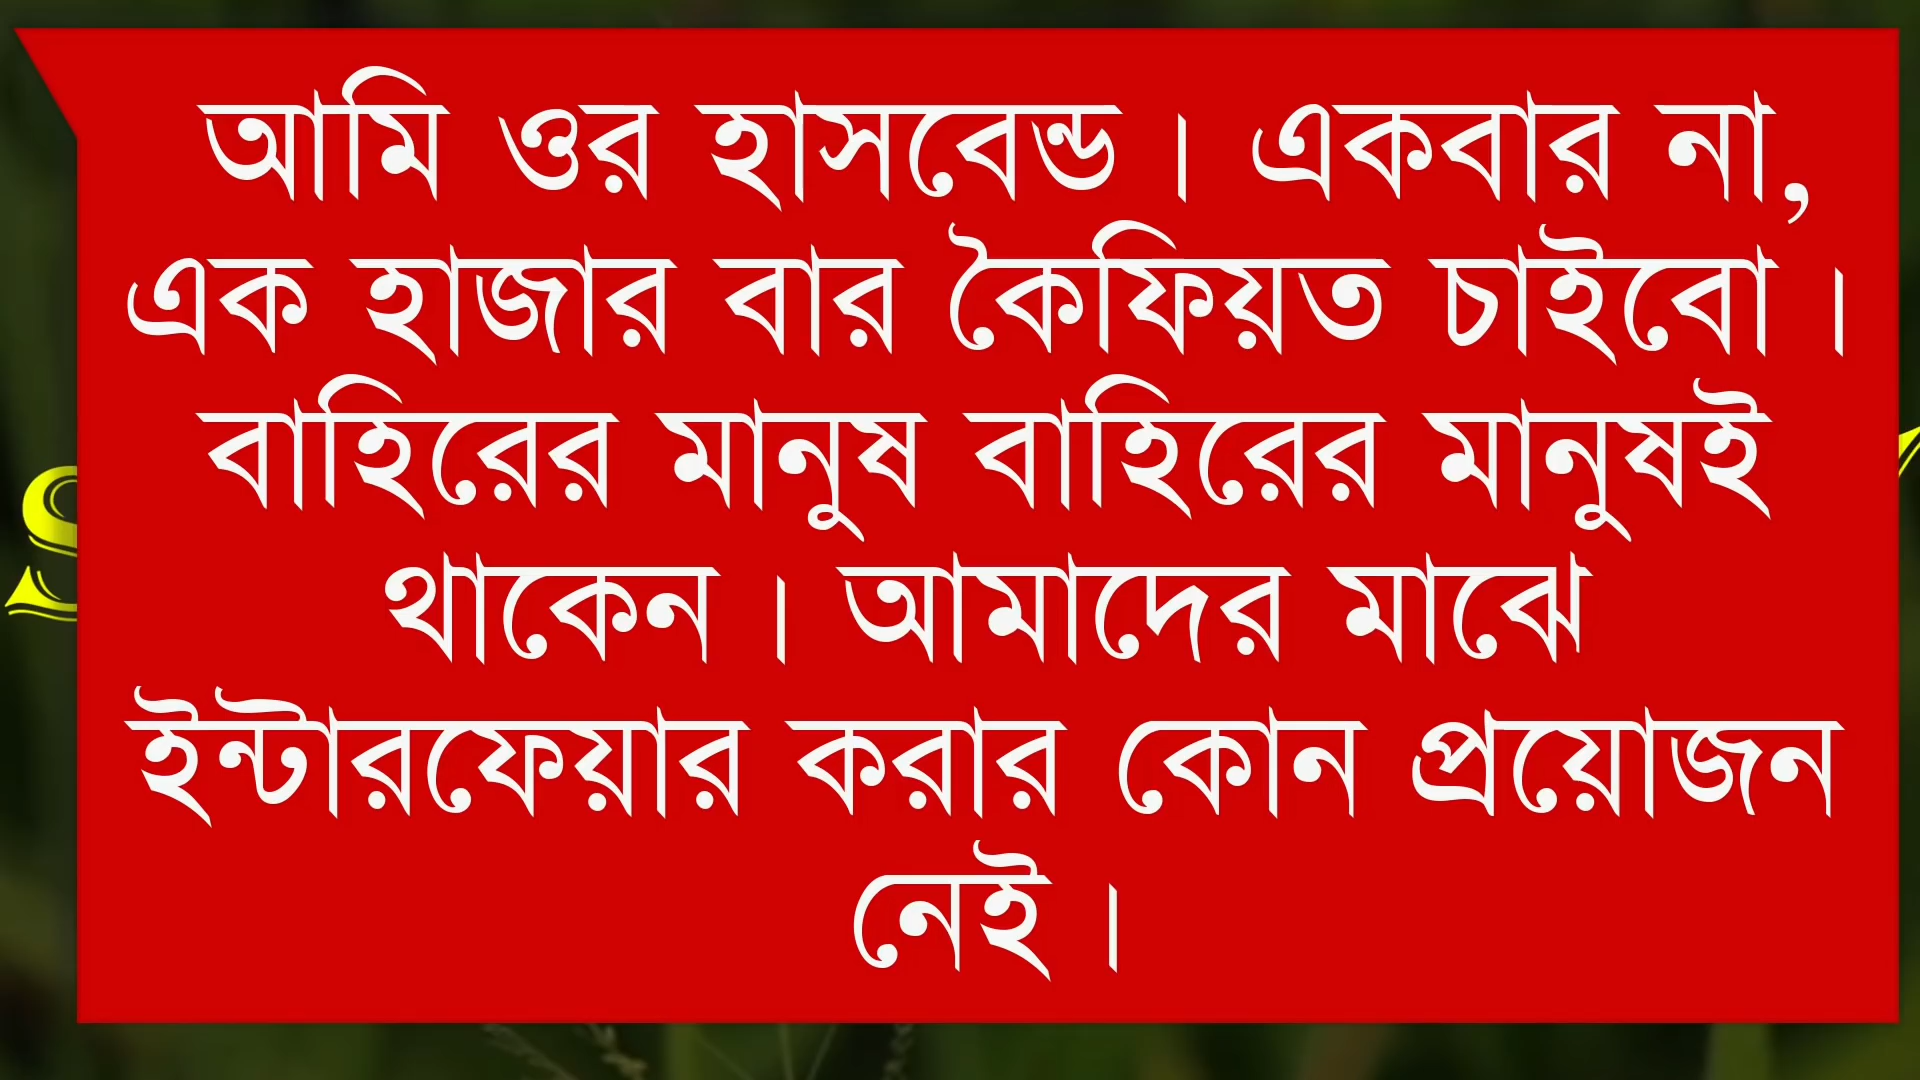 আমি ওর হাসবেন্ড। একবার না,
এক হাজার বার কৈফিয়ত চাইবো।
বাহিরের মানুষ বাহিরের মানুষই
থাকেন। আমাদের মাঝে
ইন্টারফেয়ার করার কোন প্রয়োজন
নেই।